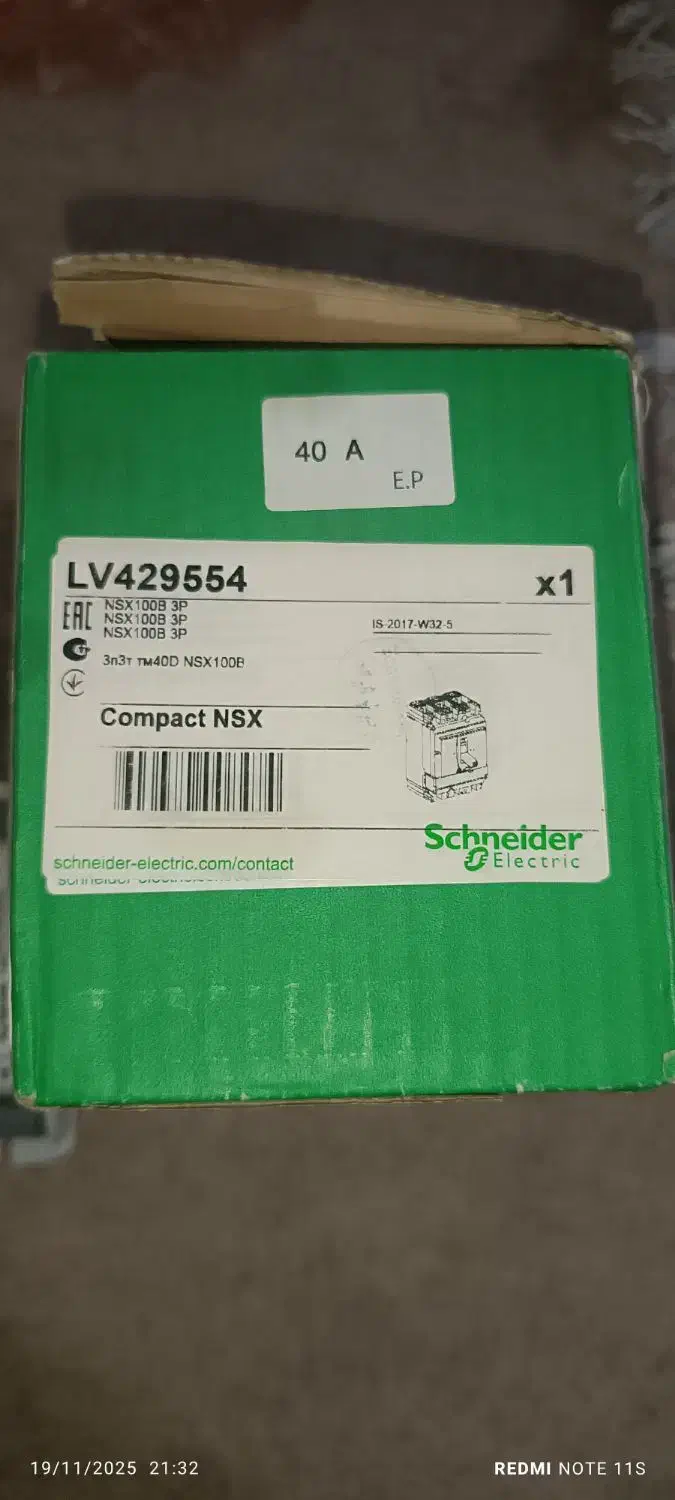 40 A
E.P
LV429554
x1
EAC
NSX100B 3P
NSX100B 3P
NSX100B 3P
IS-2017-W32-5
3п3т тм40D NSX100B
Compact NSX
Schneider
Electric
schneider-electric.com/contact
19/11/2025 21:32
REDMI NOTE 11S